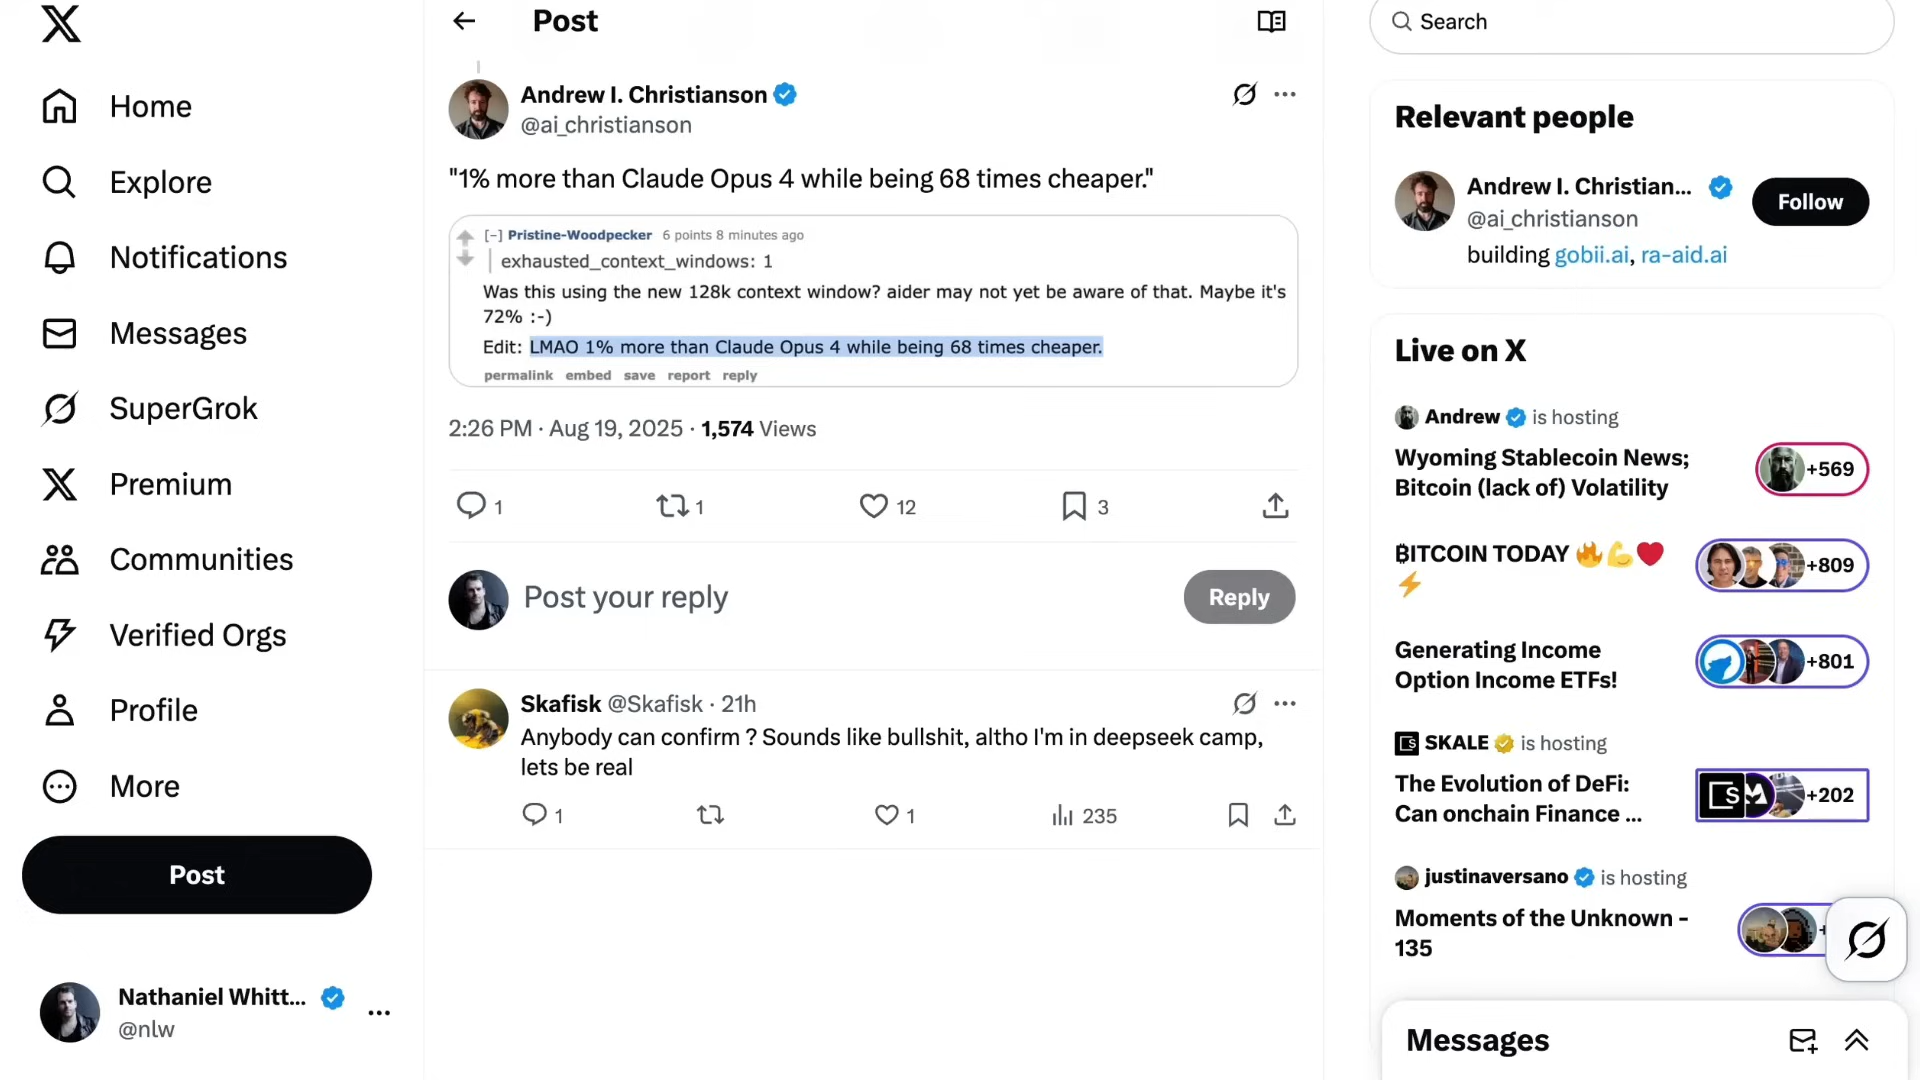 Home
Explore
Notifications
Messages
SuperGrok
Premium
Communities
Verified Orgs
Profile
More
Post
Nathaniel Whitt...
@nlw
Post
Andrew I. Christianson
@ai_christianson
"1% more than Claude Opus 4 while being 68 times cheaper."
[-] Pristine-Woodpecker 6 points 8 minutes ago
exhausted_context_windows: 1
Was this using the new 128k context window? aider may not yet be aware of that. Maybe it's
72% :-)
Edit: LMAO 1% more than Claude Opus 4 while being 68 times cheaper.
permalink embed save report reply
2:26 PM · Aug 19, 2025 · 1,574 Views
1 1 12 3
Post your reply
Reply
Skafisk @Skafisk · 21h
Anybody can confirm ? Sounds like bullshit, altho I'm in deepseek camp,
lets be real
1 1 235
Search
Relevant people
Andrew I. Christian...
@ai_christianson
Follow
building gobii.ai, ra-aid.ai
Live on X
Andrew is hosting
Wyoming Stablecoin News;
Bitcoin (lack of) Volatility
+569
₿ITCOIN TODAY 🔥💪❤️
⚡
+809
Generating Income
Option Income ETFs!
+801
SKALE is hosting
The Evolution of DeFi:
Can onchain Finance ...
+202
justinaversano is hosting
Moments of the Unknown -
135
+
Messages